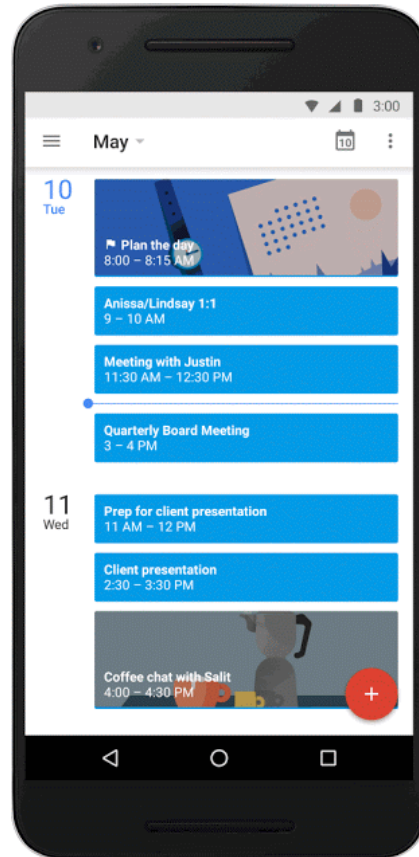 3:00
May
10
10
Tue
Plan the day
8:00 – 8:15 AM
Anissa/Lindsay 1:1
9 – 10 AM
Meeting with Justin
11:30 AM – 12:30 PM
Quarterly Board Meeting
3 – 4 PM
11
Wed
Prep for client presentation
11 AM – 12 PM
Client presentation
2:30 – 3:30 PM
Coffee chat with Salit
4:00 – 4:30 PM